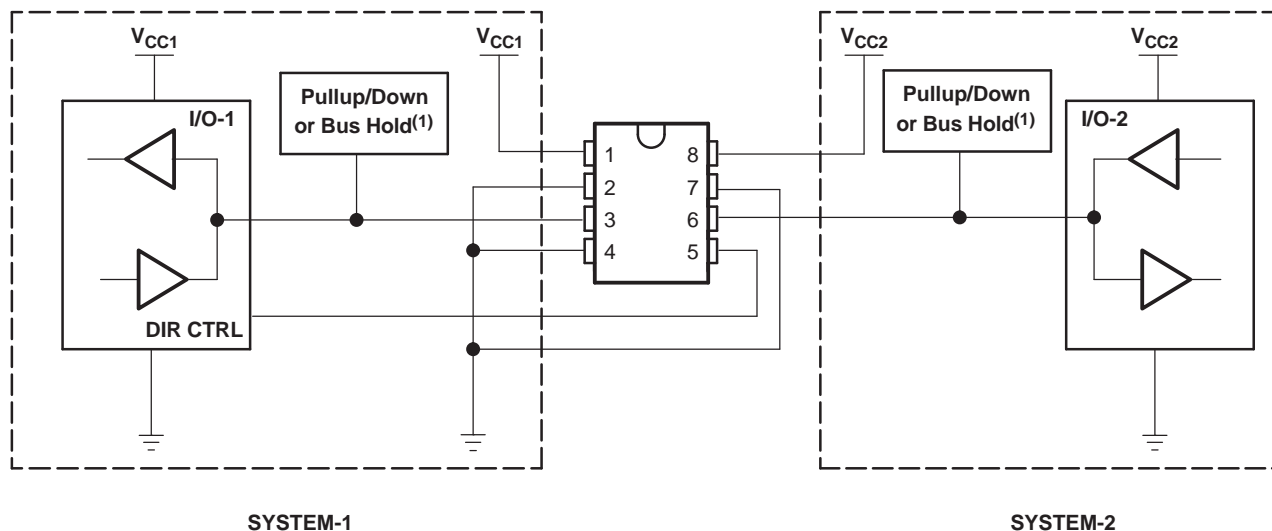 VCC1
VCC1
VCC2
VCC2
Pullup/Down
or Bus Hold(1)
Pullup/Down
or Bus Hold(1)
I/O-1
I/O-2
1 8
2 7
3 6
4 5
DIR CTRL
SYSTEM-1
SYSTEM-2